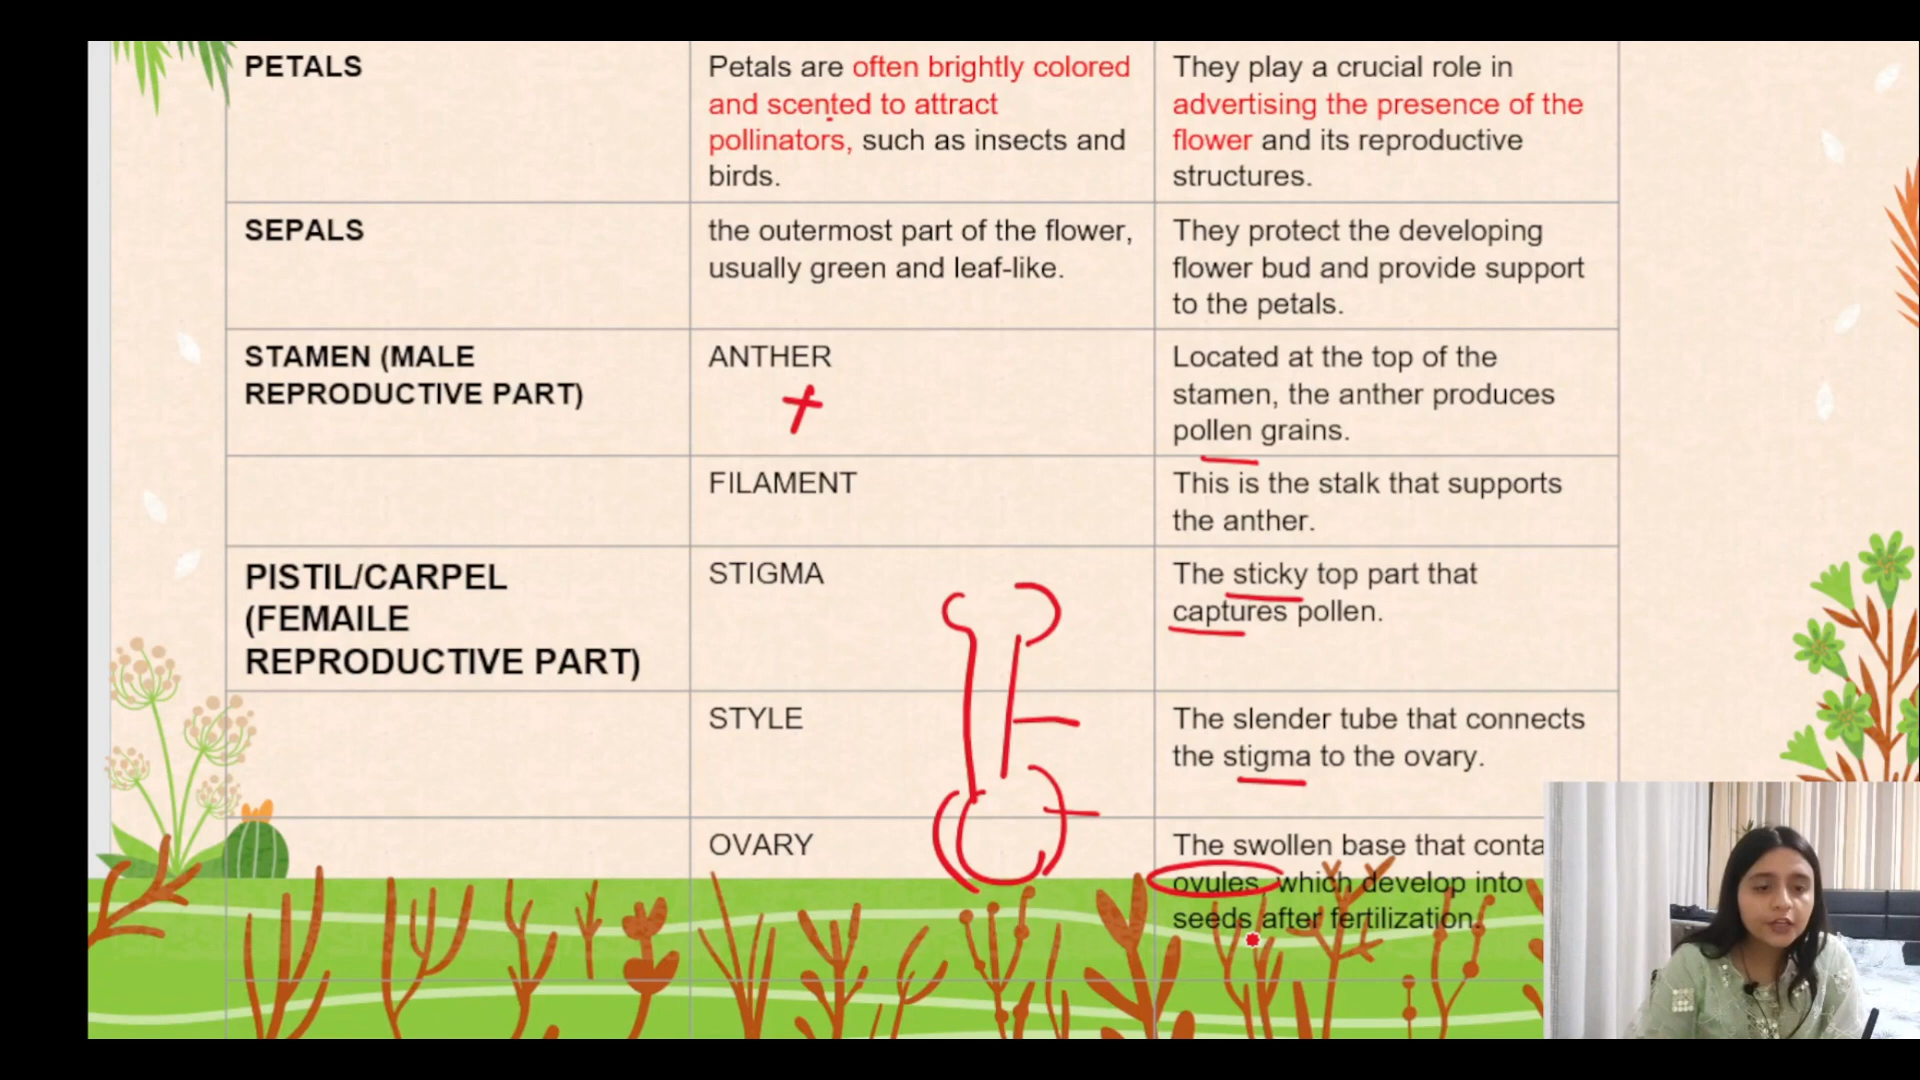 PETALS
Petals are often brightly colored
and scented to attract
pollinators, such as insects and
birds.
They play a crucial role in
advertising the presence of the
flower and its reproductive
structures.
SEPALS
the outermost part of the flower,
usually green and leaf-like.
They protect the developing
flower bud and provide support
to the petals.
STAMEN (MALE
REPRODUCTIVE PART)
ANTHER
Located at the top of the
stamen, the anther produces
pollen grains.
FILAMENT
This is the stalk that supports
the anther.
PISTIL/CARPEL
(FEMAILE
REPRODUCTIVE PART)
STIGMA
The sticky top part that
captures pollen.
STYLE
The slender tube that connects
the stigma to the ovary.
OVARY
The swollen base that conta
ovules, which develop into
seeds after fertilization.